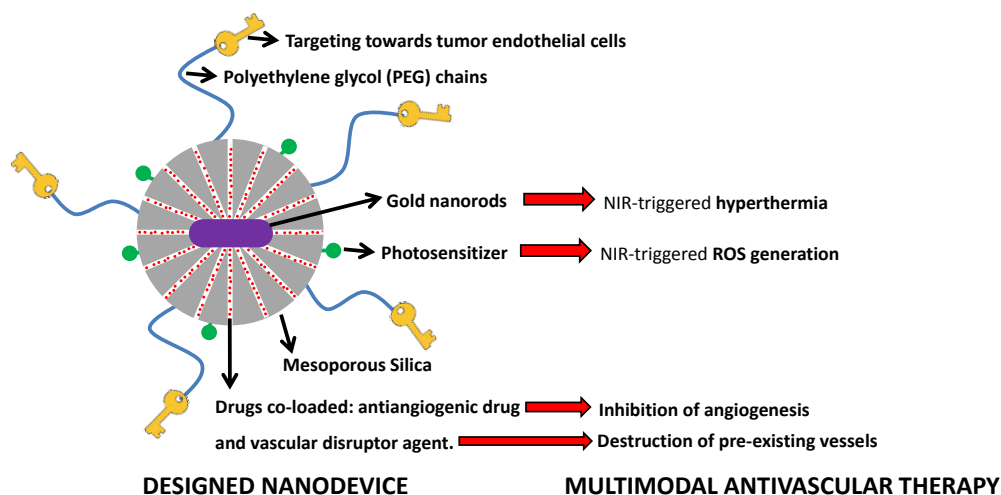 Targeting towards tumor endothelial cells
Polyethylene glycol (PEG) chains
Gold nanorods
NIR-triggered hyperthermia
Photosensitizer
NIR-triggered ROS generation
Mesoporous Silica
Drugs co-loaded: antiangiogenic drug
Inhibition of angiogenesis
and vascular disruptor agent.
Destruction of pre-existing vessels
DESIGNED NANODEVICE
MULTIMODAL ANTIVASCULAR THERAPY